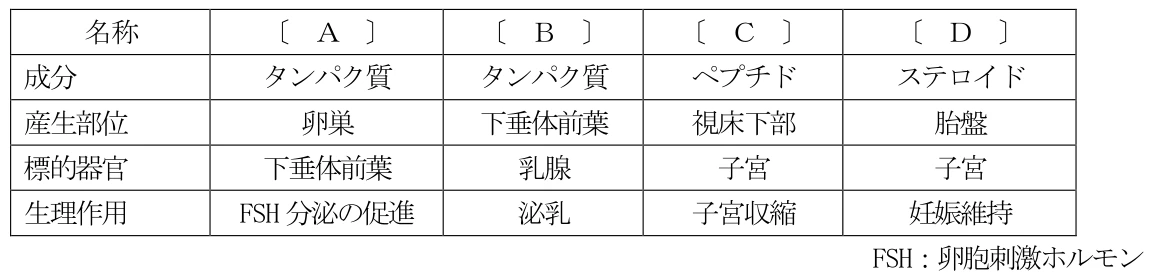 名称 〔 A 〕 〔 B 〕 〔 C 〕 〔 D 〕
成分 タンパク質 タンパク質 ペプチド ステロイド
産生部位 卵巣 下垂体前葉 視床下部 胎盤
標的器官 下垂体前葉 乳腺 子宮 子宮
生理作用 FSH 分泌の促進 泌乳 子宮収縮 妊娠維持
FSH：卵胞刺激ホルモン